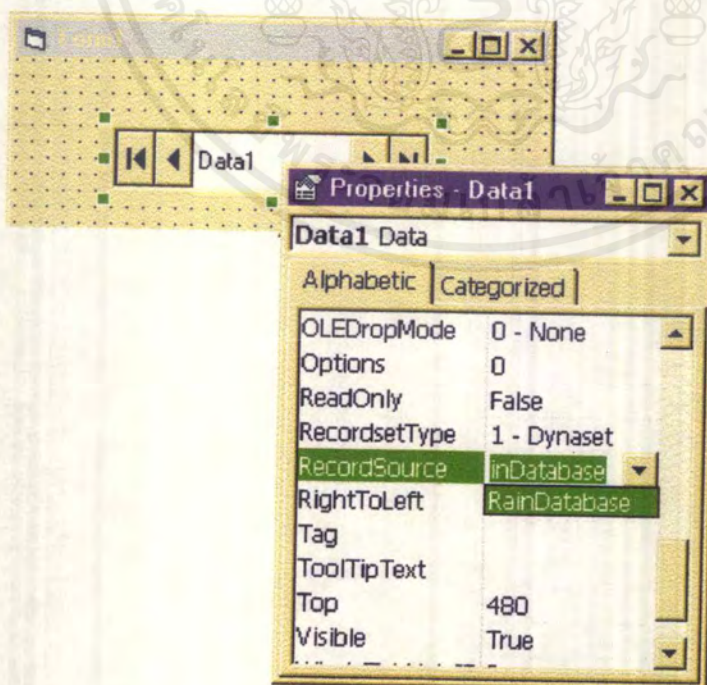 Data1
Properties - Data1
Data1 Data
Alphabetic Categorized
OLEDropMode 0 - None
Options 0
ReadOnly False
RecordsetType 1 - Dynaset
RecordSource inDatabase
RightToLeft RainDatabase
Tag
ToolTipText
Top 480
Visible True